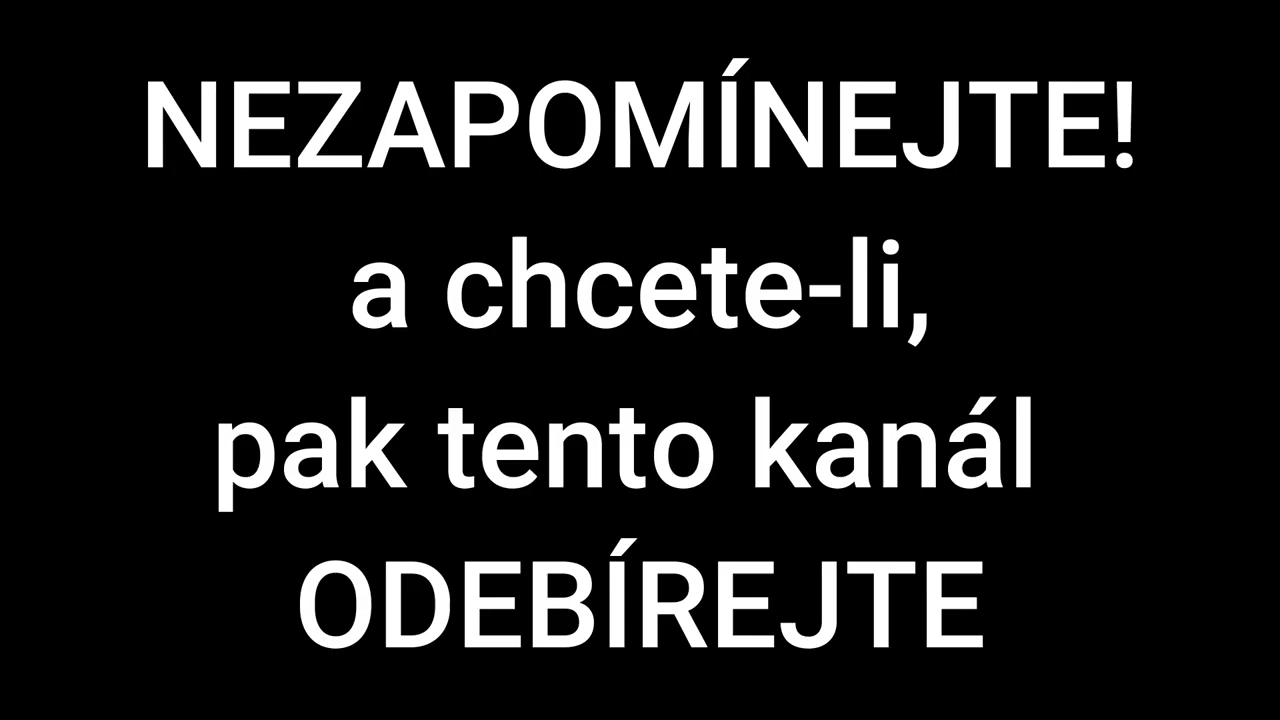 NEZAPOMÍNEJTE!
a chcete-li,
pak tento kanál
ODEBÍREJTE